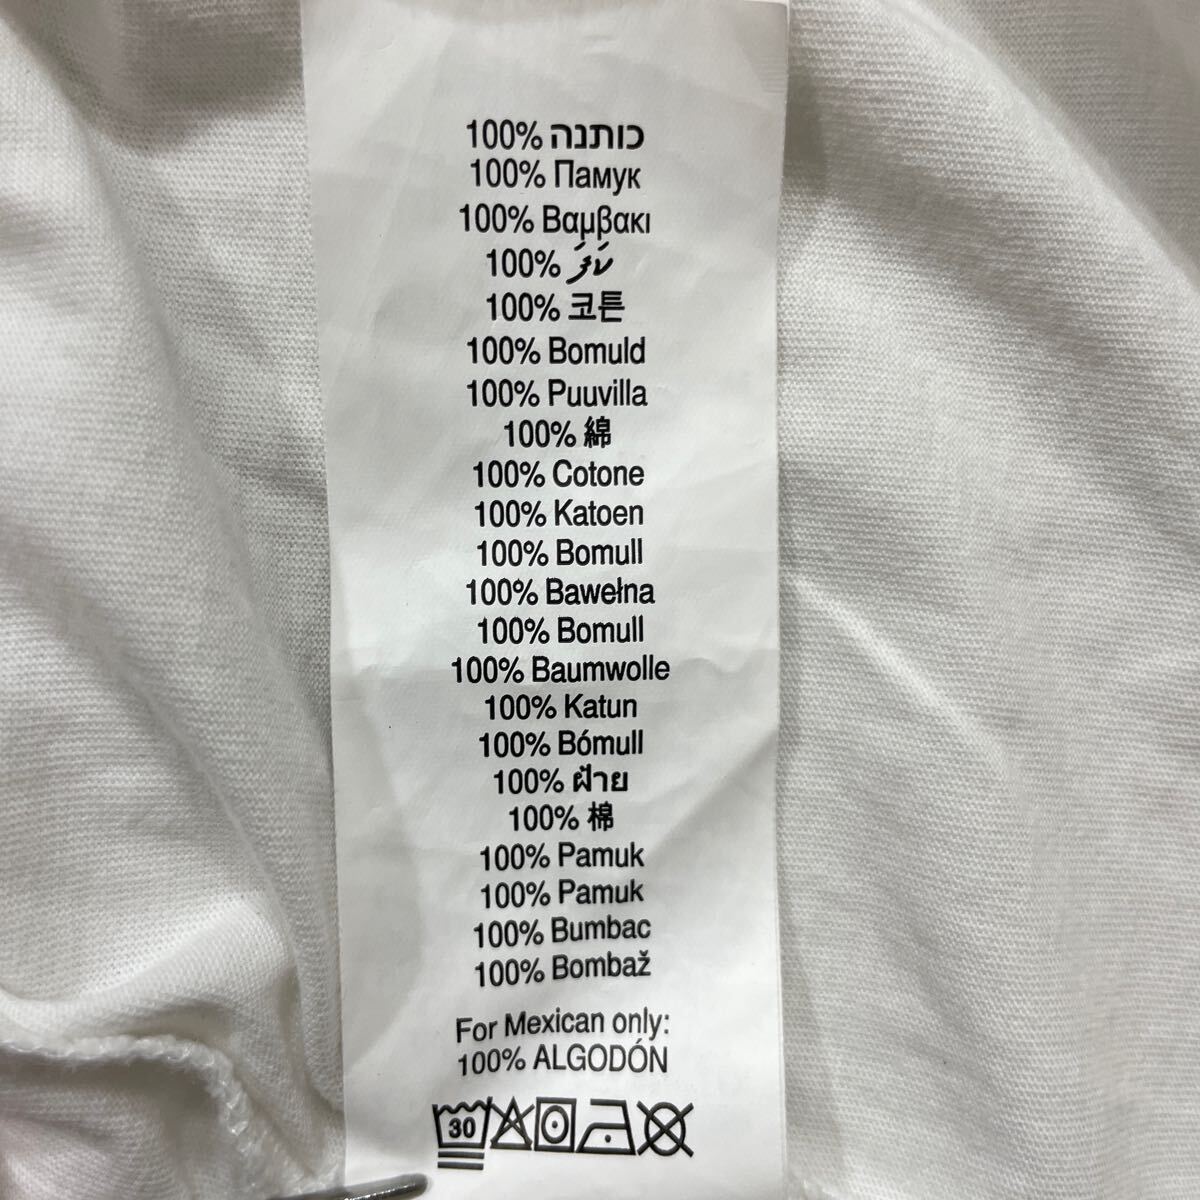 100% כותנה
100% Памук
100% Βαμβακι
100% ކަފަ
100% 코튼
100% Bomuld
100% Puuvilla
100% 綿
100% Cotone
100% Katoen
100% Bomull
100% Bawełna
100% Bomull
100% Baumwolle
100% Katun
100% Bómull
100% ฝ้าย
100% 棉
100% Pamuk
100% Pamuk
100% Bumbac
100% Bombaž
For Mexican only:
100% ALGODÓN
30